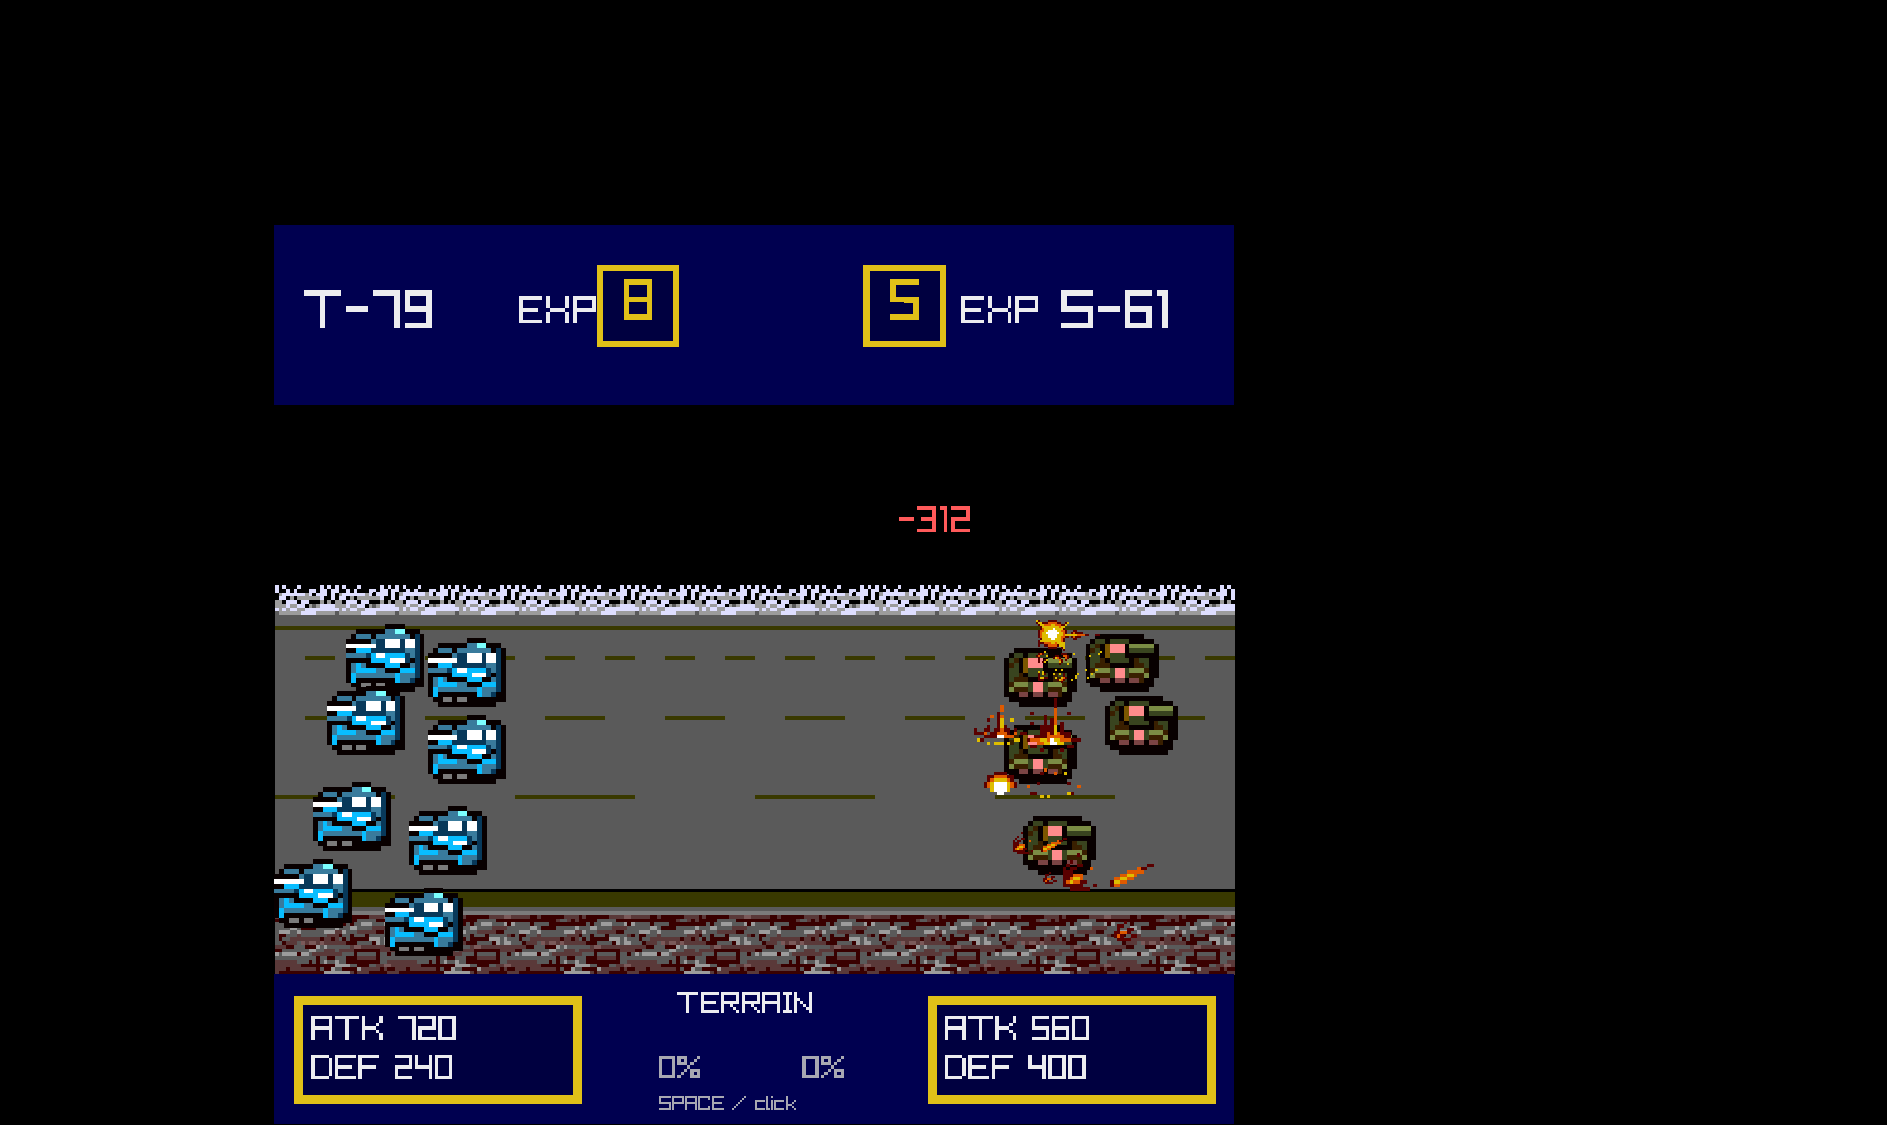 T-79 EXP 8 5 EXP S-61
-312
TERRAIN
ATK 720
DEF 240
0% 0%
ATK 560
DEF 400
SPACE / click